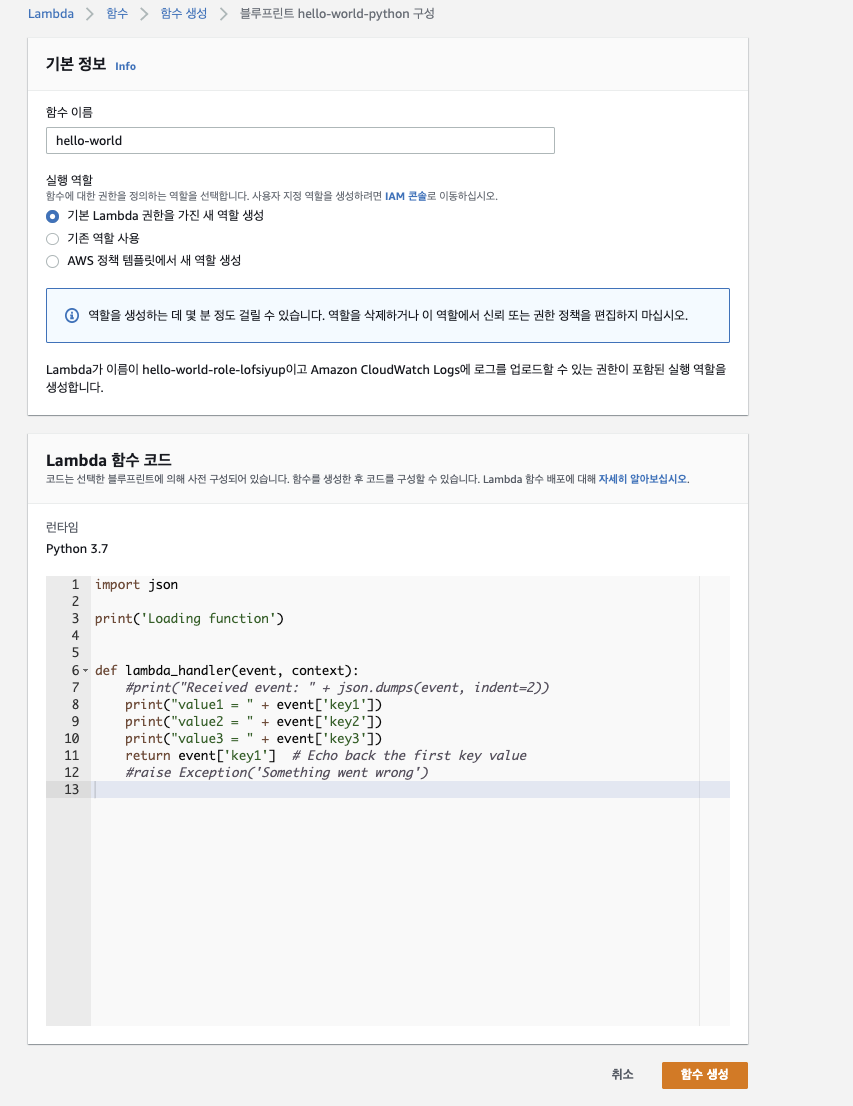 Lambda > 함수 > 함수 생성 > 블루프린트 hello-world-python 구성
기본 정보 Info
함수 이름
hello-world
실행 역할
함수에 대한 권한을 정의하는 역할을 선택합니다. 사용자 지정 역할을 생성하려면 IAM 콘솔로 이동하십시오.
기본 Lambda 권한을 가진 새 역할 생성
기존 역할 사용
AWS 정책 템플릿에서 새 역할 생성
역할을 생성하는 데 몇 분 정도 걸릴 수 있습니다. 역할을 삭제하거나 이 역할에서 신뢰 또는 권한 정책을 편집하지 마십시오.
Lambda가 이름이 hello-world-role-lofsiyup이고 Amazon CloudWatch Logs에 로그를 업로드할 수 있는 권한이 포함된 실행 역할을
생성합니다.
Lambda 함수 코드
코드는 선택한 블루프린트에 의해 사전 구성되어 있습니다. 함수를 생성한 후 코드를 구성할 수 있습니다. Lambda 함수 배포에 대해 자세히 알아보십시오.
런타임
Python 3.7
1 import json
2
3 print('Loading function')
4
5
6 def lambda_handler(event, context):
7     #print("Received event: " + json.dumps(event, indent=2))
8     print("value1 = " + event['key1'])
9     print("value2 = " + event['key2'])
10     print("value3 = " + event['key3'])
11     return event['key1']  # Echo back the first key value
12     #raise Exception('Something went wrong')
13
취소 함수 생성